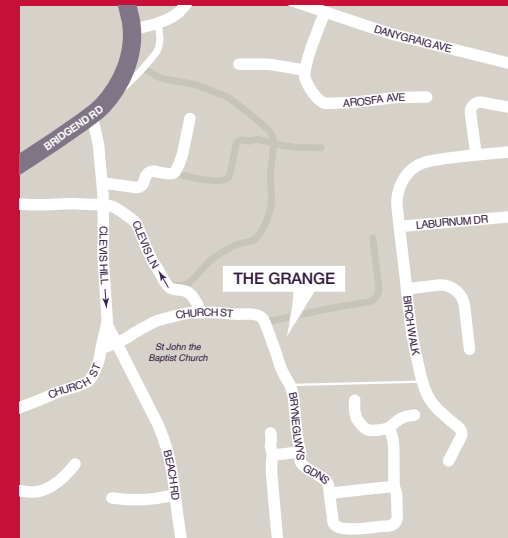 DANYGRAIG AVE
AROSFA AVE
BRIDGEND RD
LABURNUM DR
CLEVIS HILL
CLEVIS LN
THE GRANGE
CHURCH ST
BIRCH WALK
St John the
Baptist Church
CHURCH ST
BRYNEGLWYS
GDNS
BEACH RD